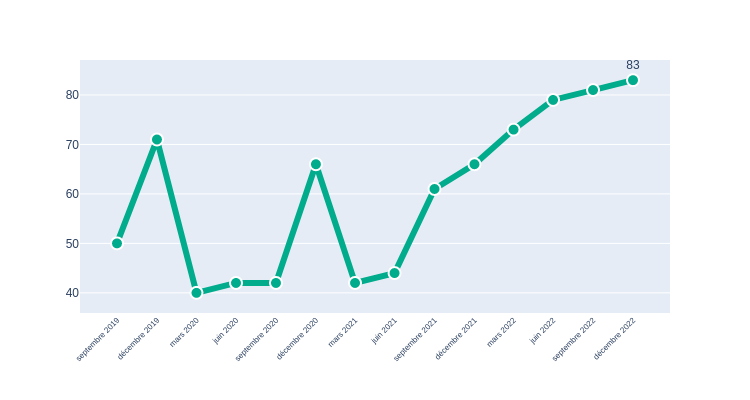 83
80
70
60
50
40
septembre 2019
décembre 2019
mars 2020
juin 2020
septembre 2020
décembre 2020
mars 2021
juin 2021
septembre 2021
décembre 2021
mars 2022
juin 2022
septembre 2022
décembre 2022